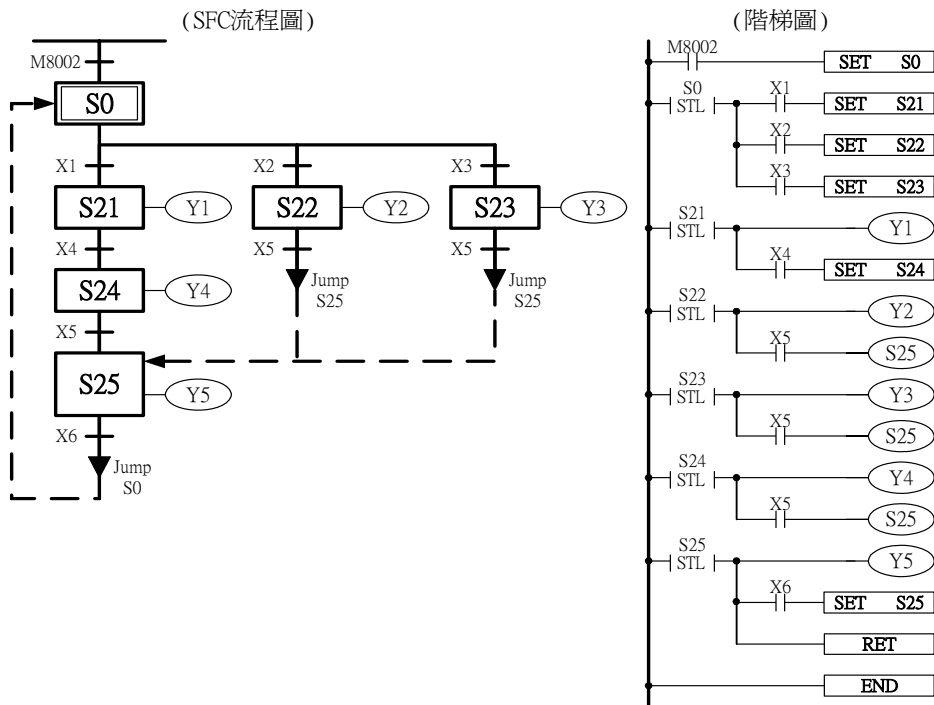 (SFC流程圖)
M8002
S0
X1
X2
X3
S21
Y1
S22
Y2
S23
Y3
X4
X5
X5
S24
Y4
Jump
S25
Jump
S25
X5
S25
Y5
X6
Jump
S0
(階梯圖)
M8002
SET S0
S0
STL
X1
SET S21
X2
SET S22
X3
SET S23
S21
STL
Y1
X4
SET S24
S22
STL
Y2
X5
S25
S23
STL
Y3
X5
S25
S24
STL
Y4
X5
S25
S25
STL
Y5
X6
SET S25
RET
END